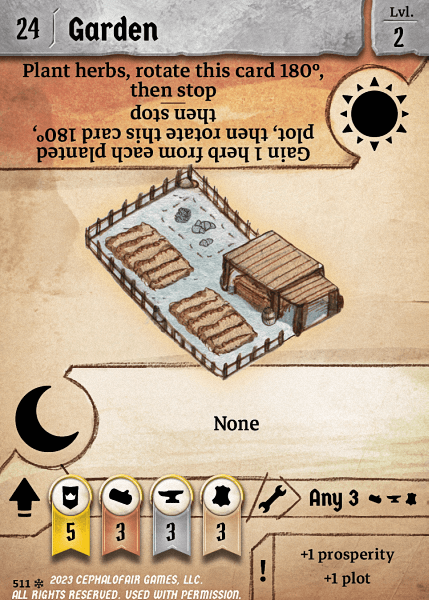 24 Garden
Lvl.
2
Plant herbs, rotate this card 180°,
then stop
Gain 1 herb from each planted
plot, then rotate this card 180°,
then stop
None
5 3 3 3
Any 3
! +1 prosperity
+1 plot
511 ✻ 2023 CEPHALOFAIR GAMES, LLC.
ALL RIGHTS RESERVED. USED WITH PERMISSION.